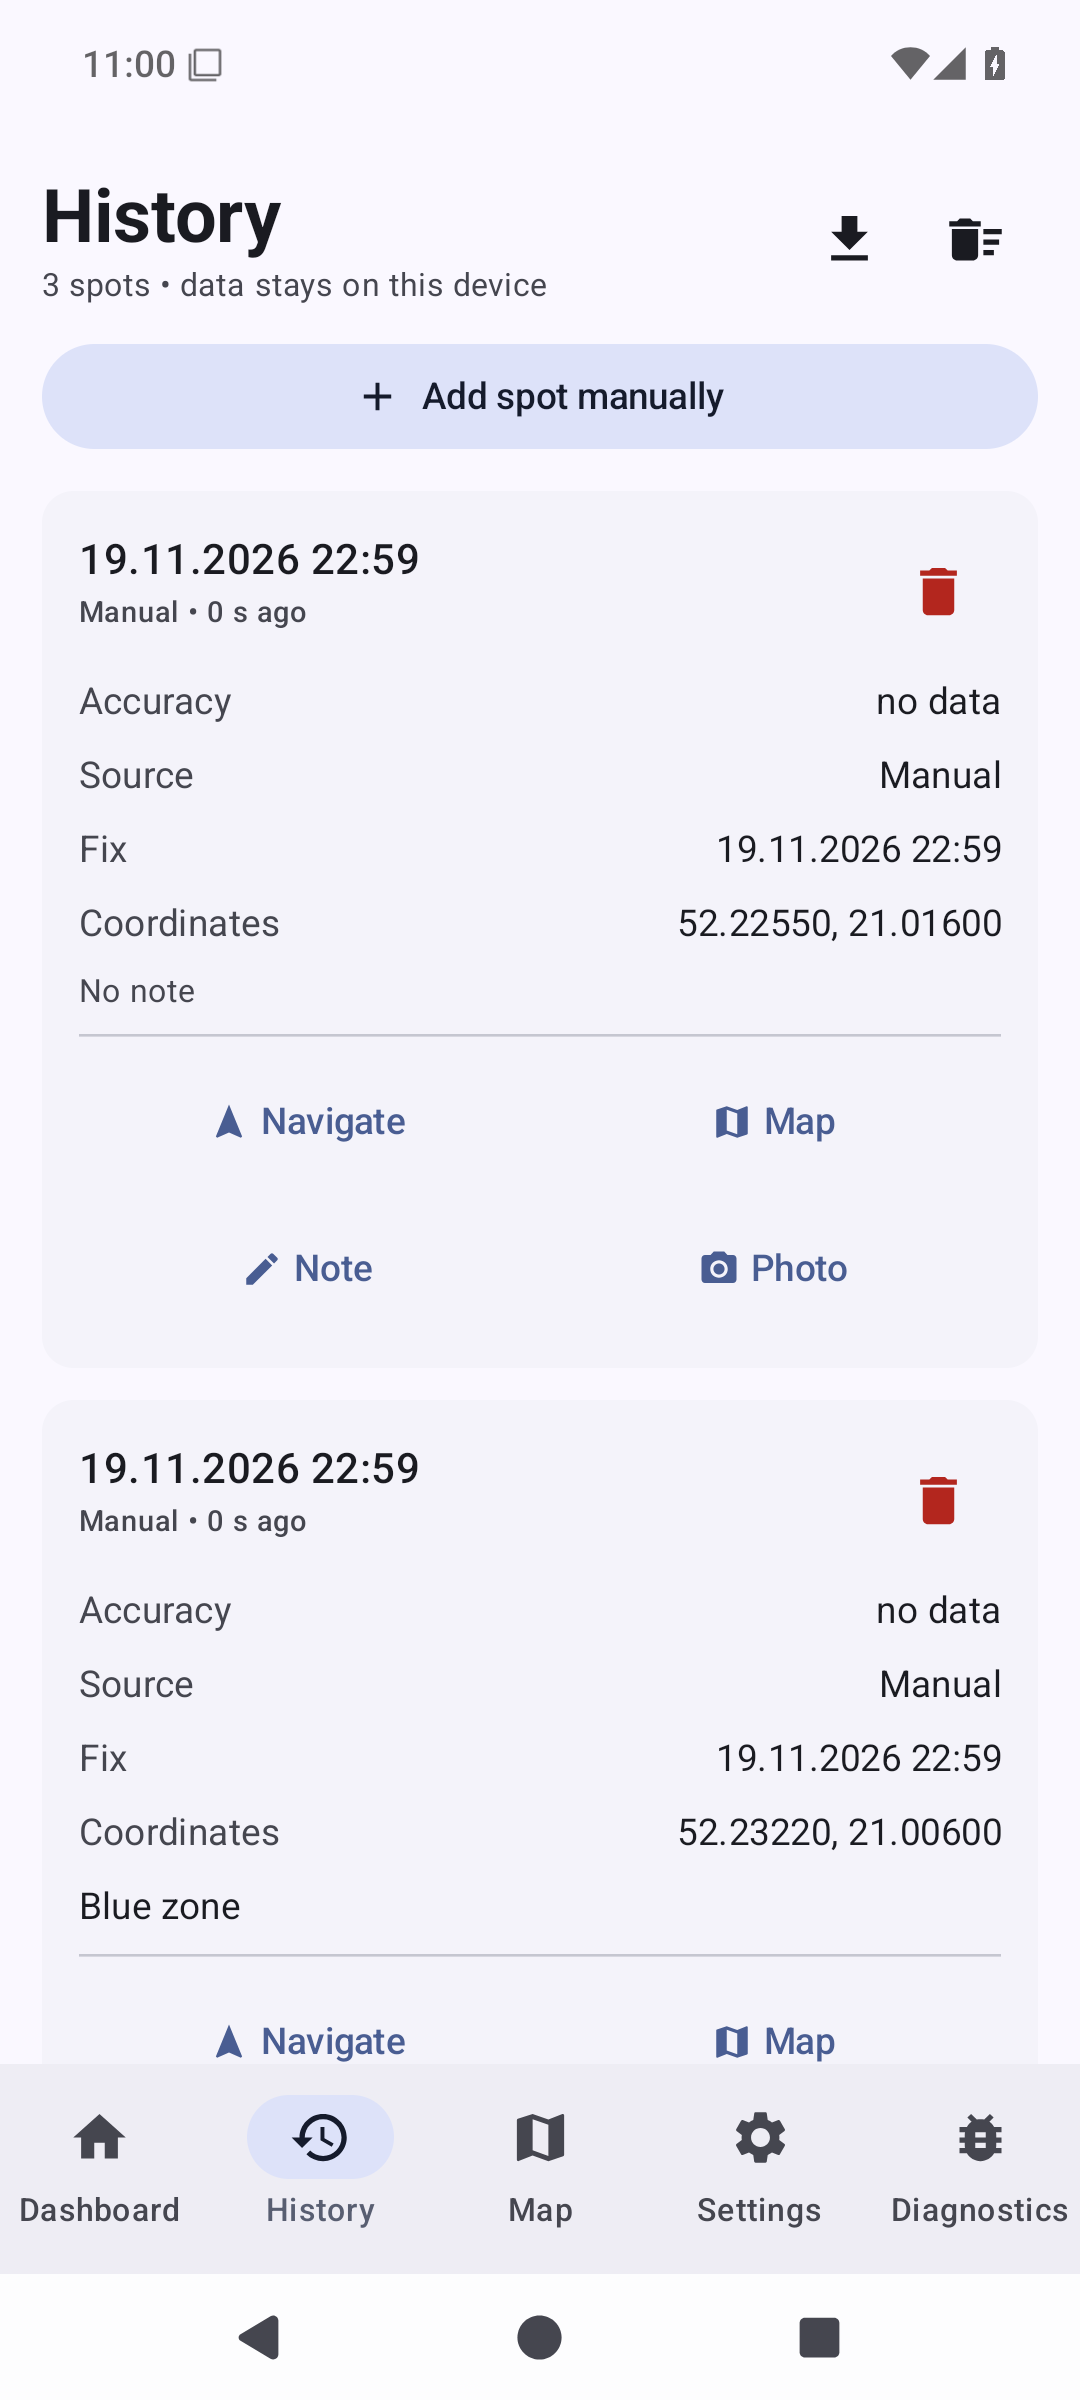 11:00
History
3 spots • data stays on this device
Add spot manually
19.11.2026 22:59
Manual • 0 s ago
Accuracy no data
Source Manual
Fix 19.11.2026 22:59
Coordinates 52.22550, 21.01600
No note
Navigate Map
Note Photo
19.11.2026 22:59
Manual • 0 s ago
Accuracy no data
Source Manual
Fix 19.11.2026 22:59
Coordinates 52.23220, 21.00600
Blue zone
Navigate Map
Dashboard History Map Settings Diagnostics